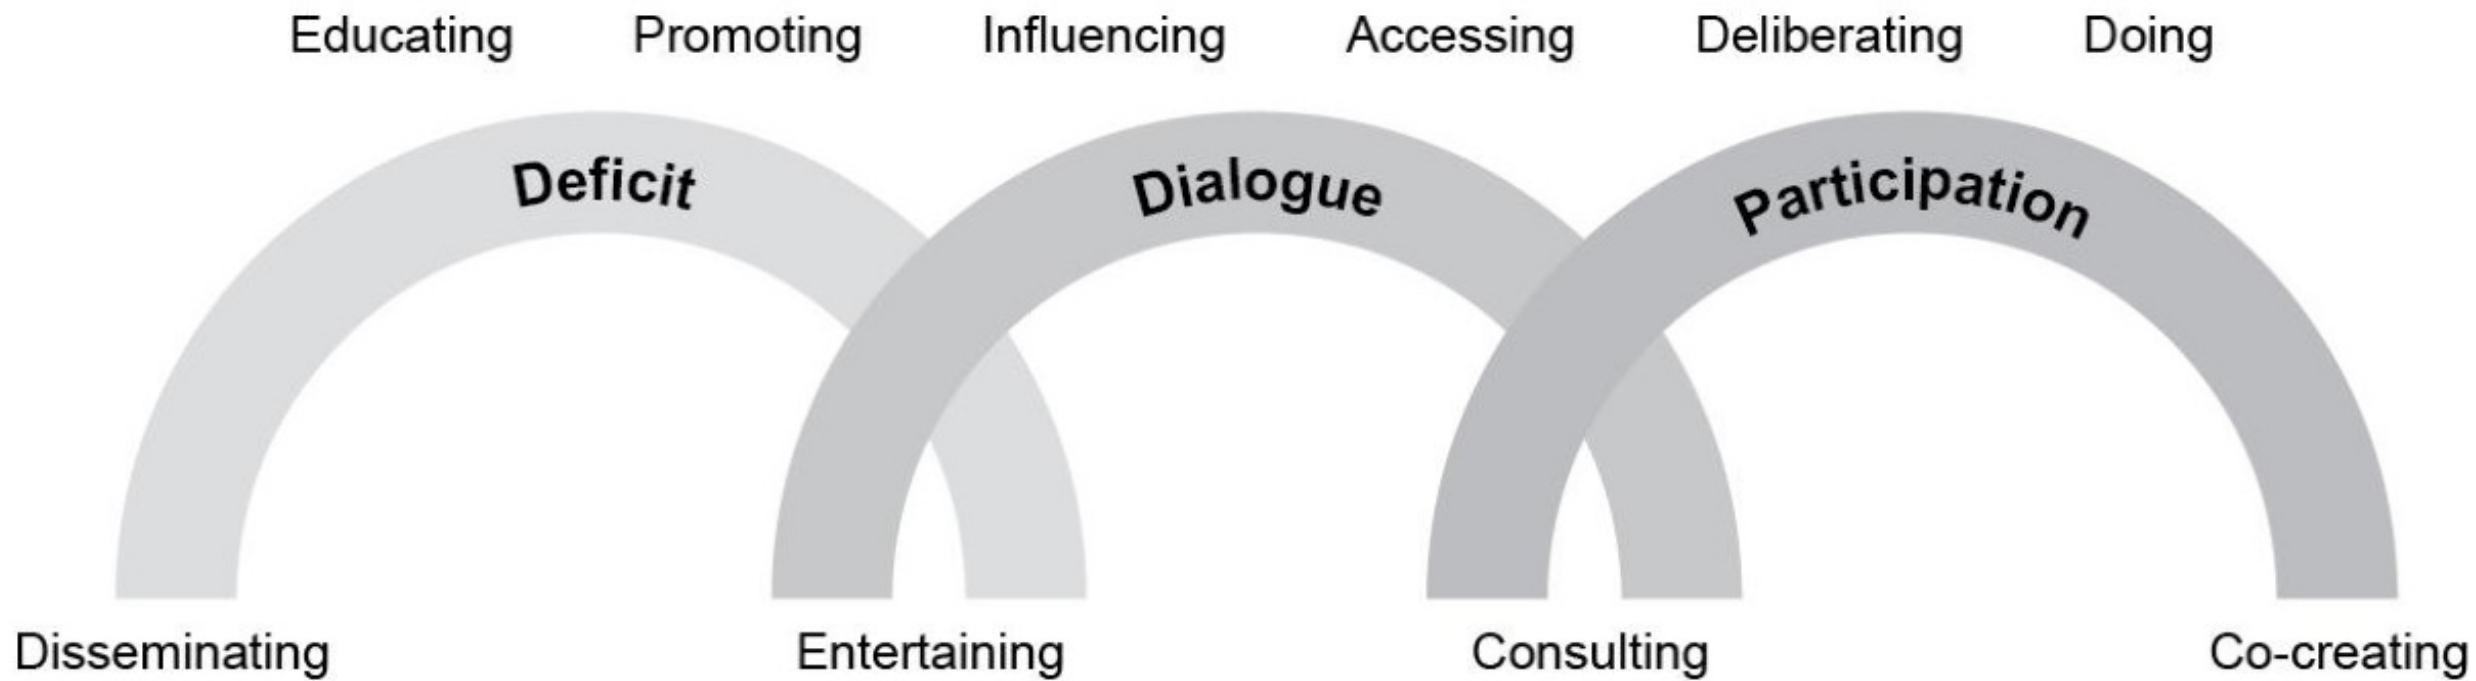 Educating Promoting Influencing Accessing Deliberating Doing
Deficit Dialogue Participation
Disseminating Entertaining Consulting Co-creating